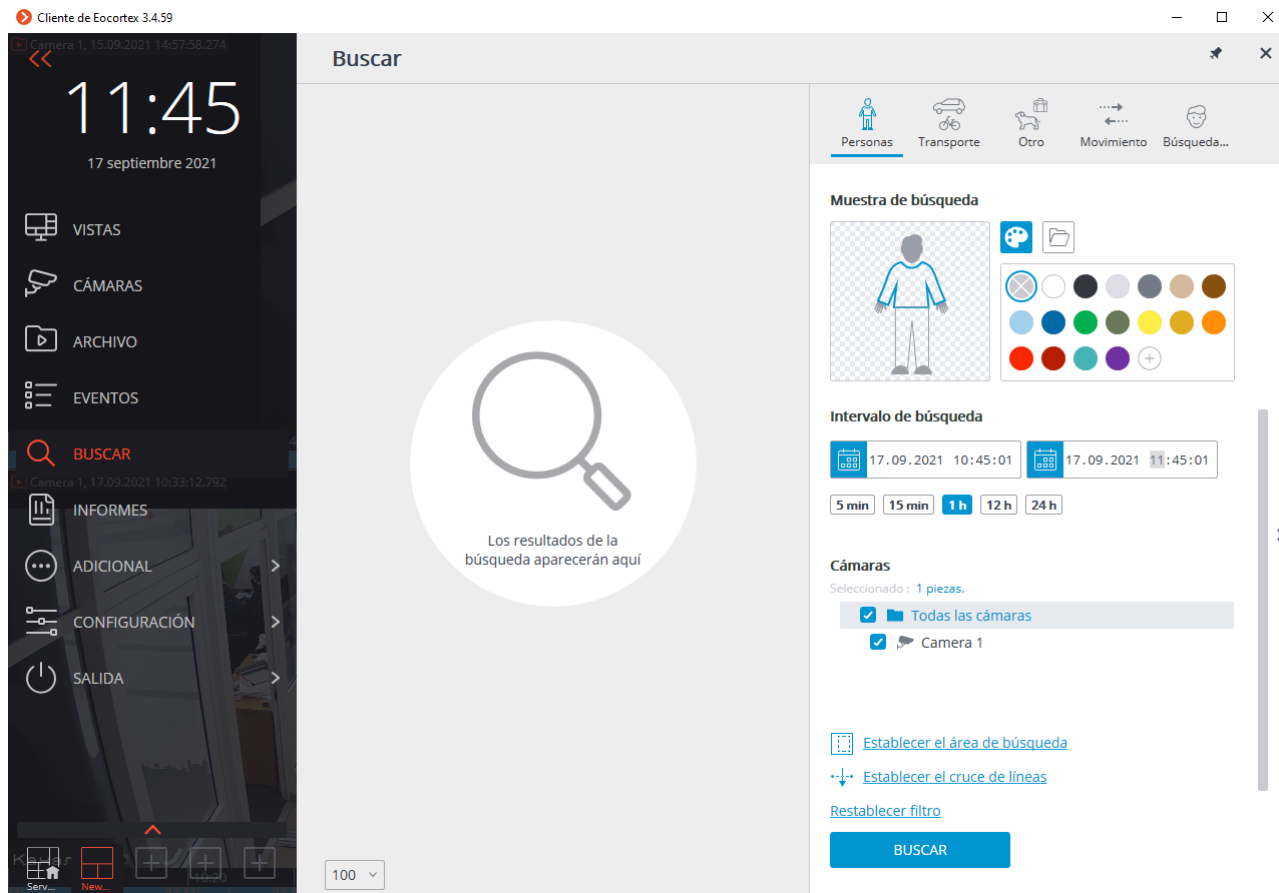 Cliente de Eocortex 3.4.59
Camera 1, 15.09.2021 14:57:58.274
11:45
17 septiembre 2021
VISTAS
CÁMARAS
ARCHIVO
EVENTOS
BUSCAR
Camera 1, 17.09.2021 10:33:12.792
INFORMES
ADICIONAL
CONFIGURACIÓN
SALIDA
Канал
10:20
Serv...
New...
Buscar
Los resultados de la
búsqueda aparecerán aquí
100
Personas
Transporte
Otro
Movimiento
Búsqueda...
Muestra de búsqueda
Intervalo de búsqueda
17.09.2021 10:45:01
17.09.2021 11:45:01
5 min
15 min
1 h
12 h
24 h
Cámaras
Seleccionado : 1 piezas.
Todas las cámaras
Camera 1
Establecer el área de búsqueda
Establecer el cruce de líneas
Restablecer filtro
BUSCAR